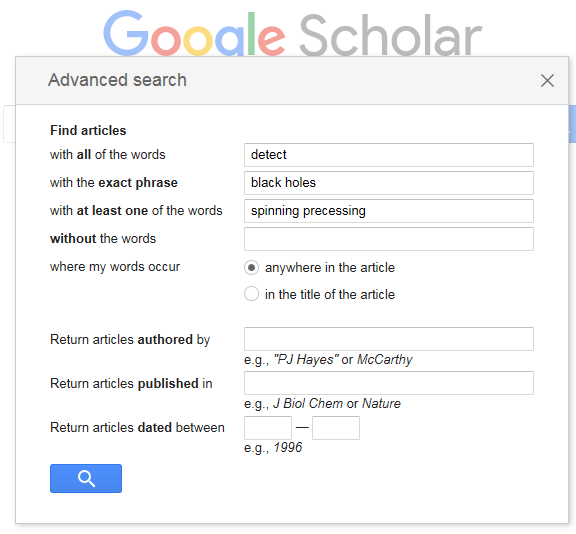 Google Scholar
Advanced search
Find articles
with all of the words
detect
with the exact phrase
black holes
with at least one of the words
spinning precessing
without the words
where my words occur
anywhere in the article
in the title of the article
Return articles authored by
e.g., "PJ Hayes" or McCarthy
Return articles published in
e.g., J Biol Chem or Nature
Return articles dated between
—
e.g., 1996